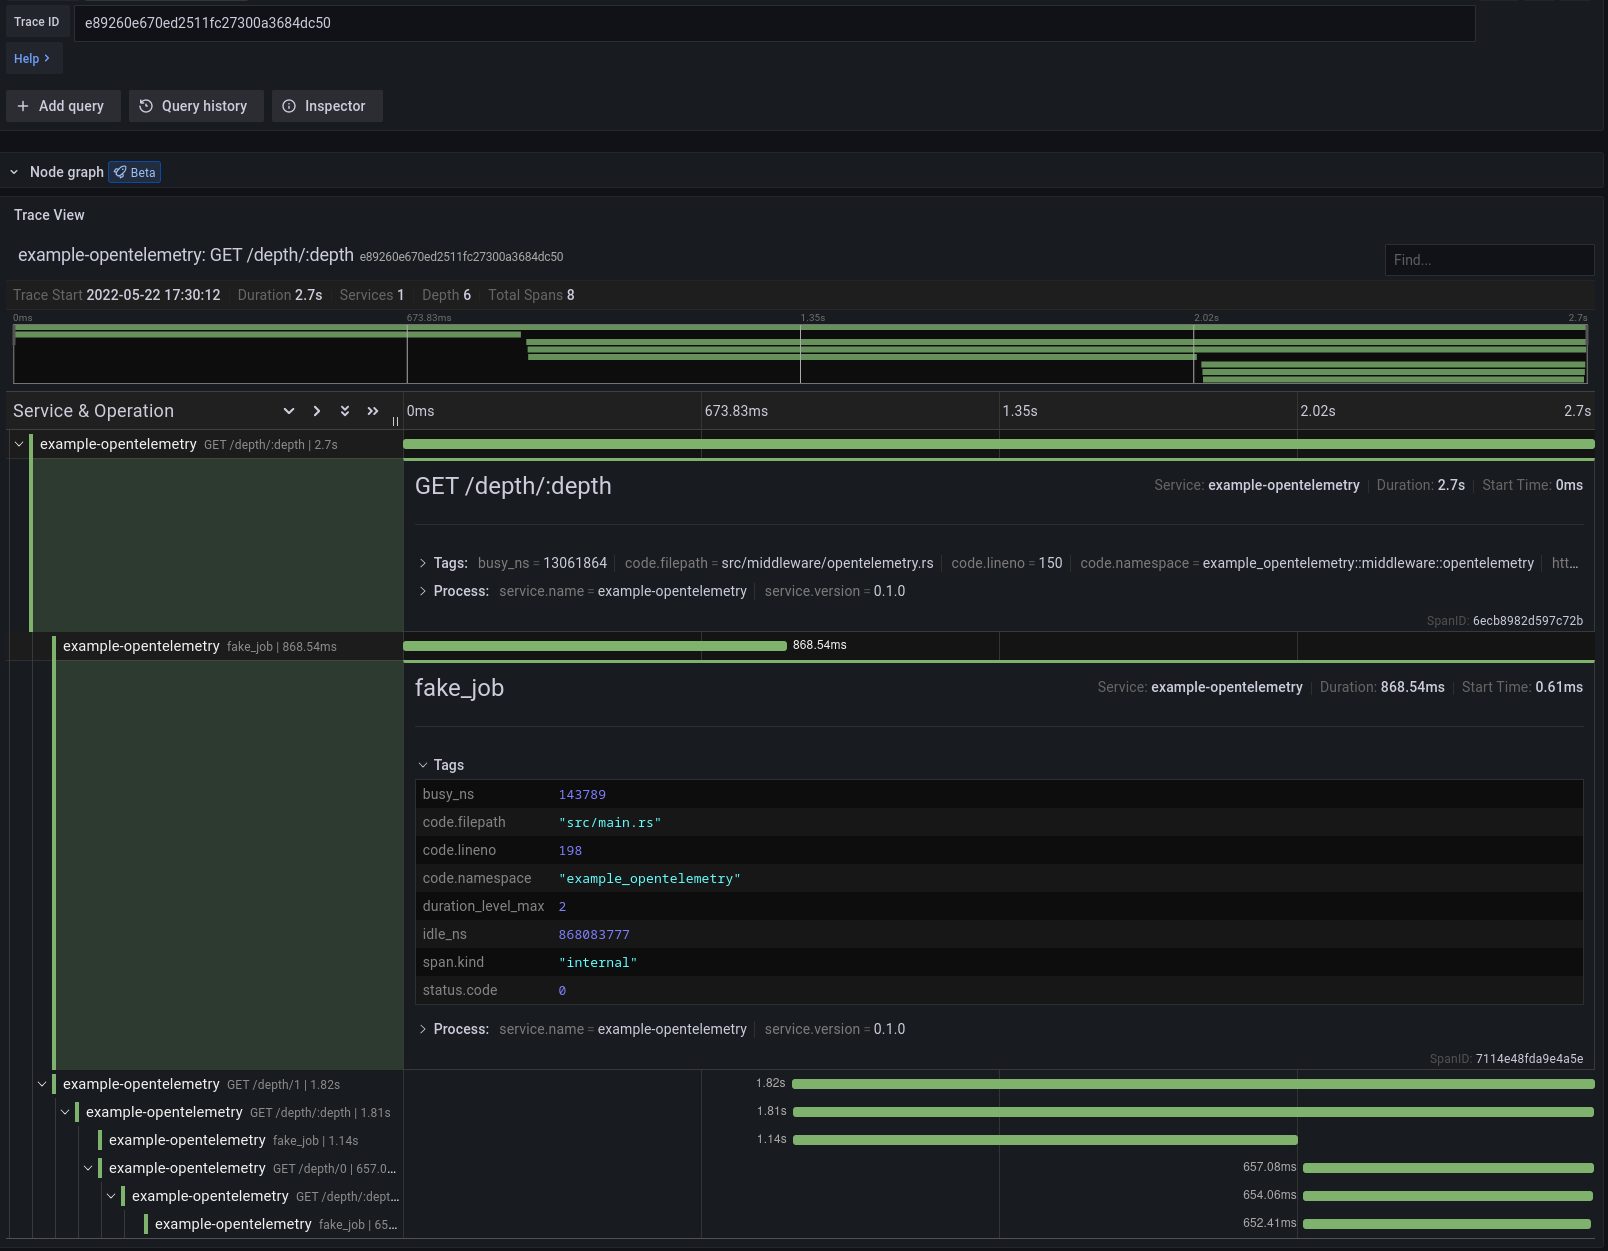 Trace ID e89260e670ed2511fc27300a3684dc50
Help
Add query Query history Inspector
Node graph Beta
Trace View
example-opentelemetry: GET /depth/:depth e89260e670ed2511fc27300a3684dc50
Find...
Trace Start 2022-05-22 17:30:12 Duration 2.7s Services 1 Depth 6 Total Spans 8
0ms 673.83ms 1.35s 2.02s 2.7s
Service & Operation 0ms 673.83ms 1.35s 2.02s 2.7s
example-opentelemetry GET /depth/:depth | 2.7s
GET /depth/:depth Service: example-opentelemetry Duration: 2.7s Start Time: 0ms
Tags: busy_ns = 13061864 code.filepath = src/middleware/opentelemetry.rs code.lineno = 150 code.namespace = example_opentelemetry::middleware::opentelemetry htt...
Process: service.name = example-opentelemetry service.version = 0.1.0
SpanID: 6ecb8982d597c72b
example-opentelemetry fake_job | 868.54ms 868.54ms
fake_job Service: example-opentelemetry Duration: 868.54ms Start Time: 0.61ms
Tags
busy_ns 143789
code.filepath "src/main.rs"
code.lineno 198
code.namespace "example_opentelemetry"
duration_level_max 2
idle_ns 868083777
span.kind "internal"
status.code 0
Process: service.name = example-opentelemetry service.version = 0.1.0
SpanID: 7114e48fda9e4a5e
example-opentelemetry GET /depth/1 | 1.82s 1.82s
example-opentelemetry GET /depth/:depth | 1.81s 1.81s
example-opentelemetry fake_job | 1.14s 1.14s
example-opentelemetry GET /depth/0 | 657.0... 657.08ms
example-opentelemetry GET /depth/:dept... 654.06ms
example-opentelemetry fake_job | 65... 652.41ms